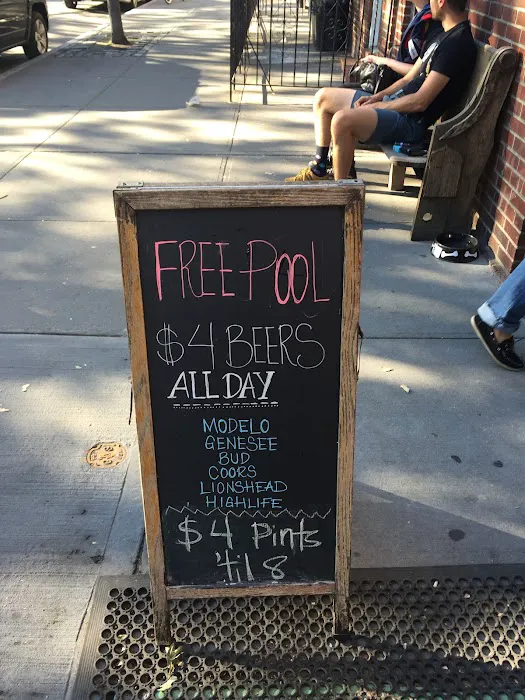 FREE POOL
$4 BEERS
ALL DAY
MODELO
GENESEE
BUD
COORS
LIONSHEAD
HIGHLIFE
$4 Pints
'til 8